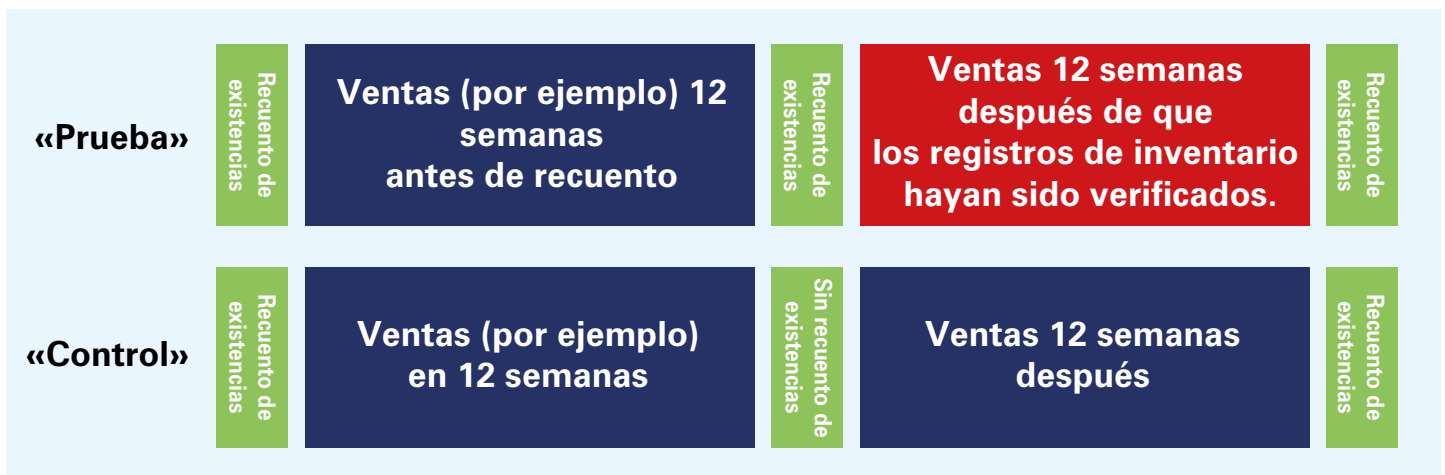 «Prueba»
Recuento de
existencias
Ventas (por ejemplo) 12
semanas
antes de recuento
Recuento de
existencias
Ventas 12 semanas
después de que
los registros de inventario
hayan sido verificados.
Recuento de
existencias
«Control»
Recuento de
existencias
Ventas (por ejemplo)
en 12 semanas
Sin recuento de
existencias
Ventas 12 semanas
después
Recuento de
existencias